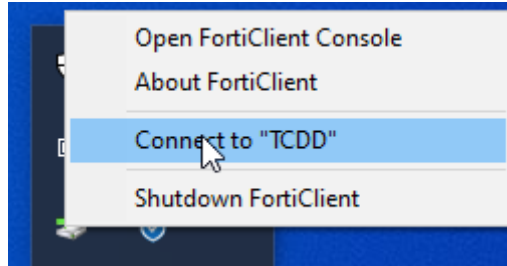 Open FortiClient Console
About FortiClient
Connect to "TCDD"
Shutdown FortiClient